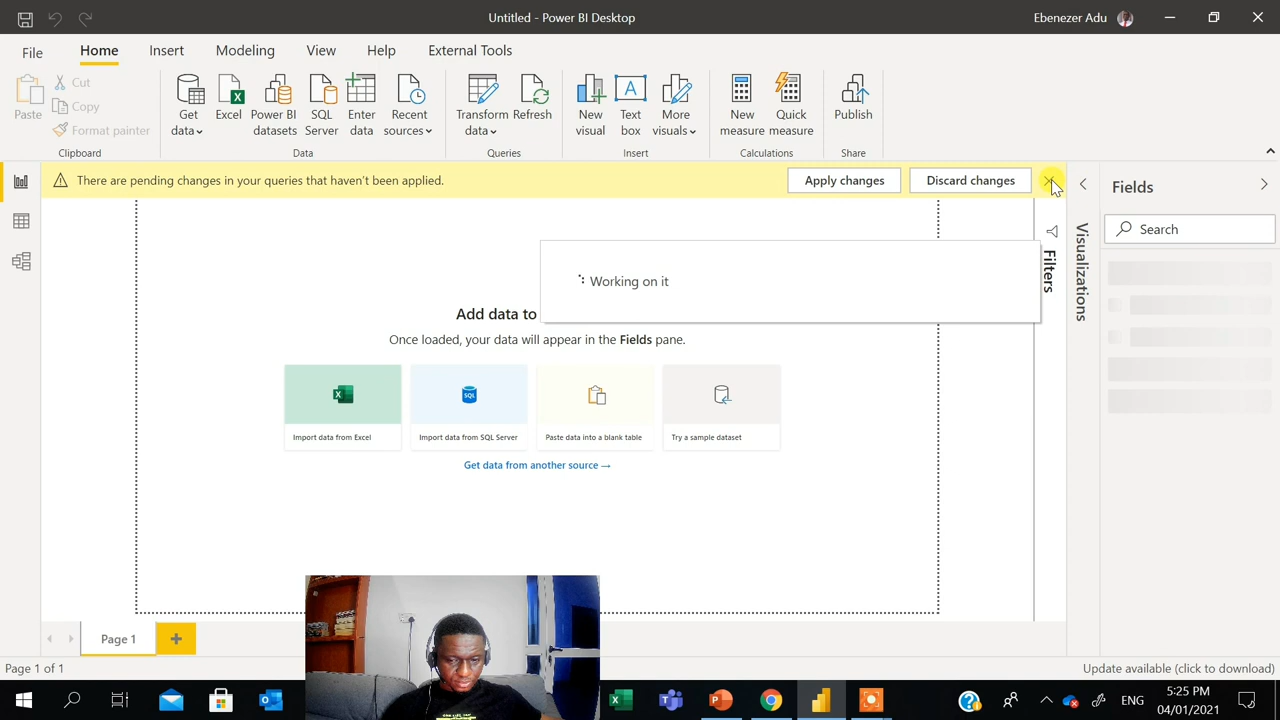 Untitled - Power BI Desktop
Ebenezer Adu
File
Home
Insert
Modeling
View
Help
External Tools
Paste
Cut
Copy
Format painter
Clipboard
Get data
Excel
Power BI datasets
SQL Server
Enter data
Recent sources
Data
Transform data
Refresh
Queries
New visual
Text box
More visuals
Insert
New measure
Quick measure
Calculations
Publish
Share
There are pending changes in your queries that haven't been applied.
Apply changes
Discard changes
Filters
Visualizations
Fields
Search
Working on it
Add data to
Once loaded, your data will appear in the Fields pane.
SQL
Import data from Excel
Import data from SQL Server
Paste data into a blank table
Try a sample dataset
Get data from another source →
Page 1
Page 1 of 1
Update available (click to download)
ENG
5:25 PM
04/01/2021